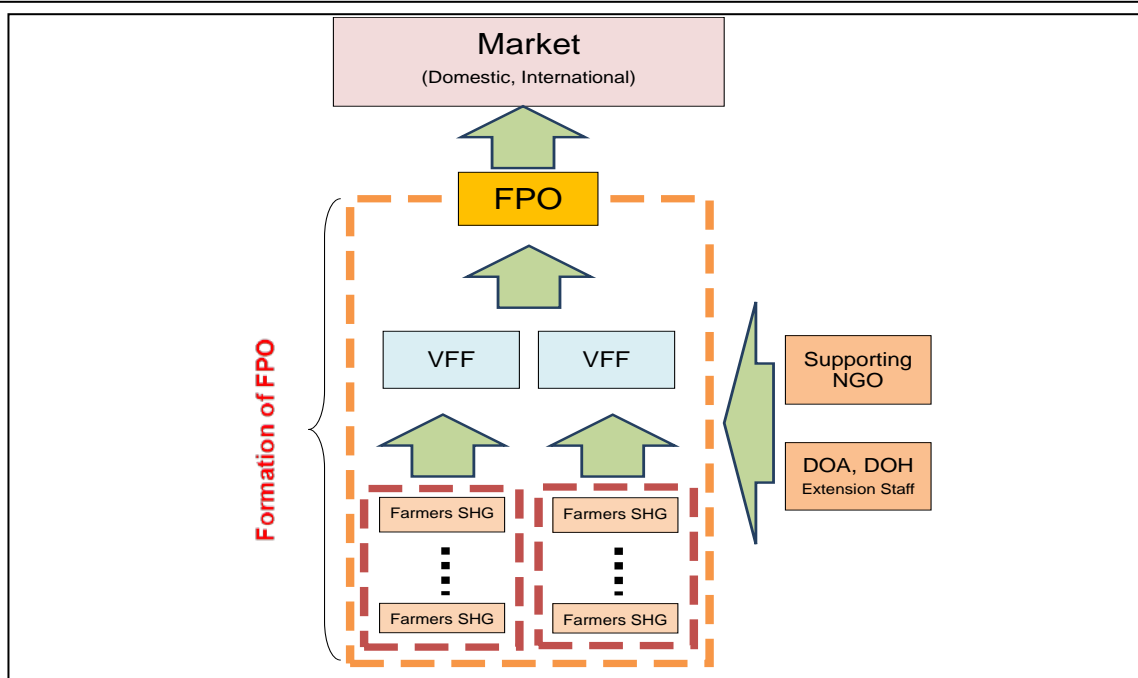 Market
(Domestic, International)
FPO
Formation of FPO
VFF
VFF
Supporting
NGO
DOA, DOH
Extension Staff
Farmers SHG
Farmers SHG
Farmers SHG
Farmers SHG